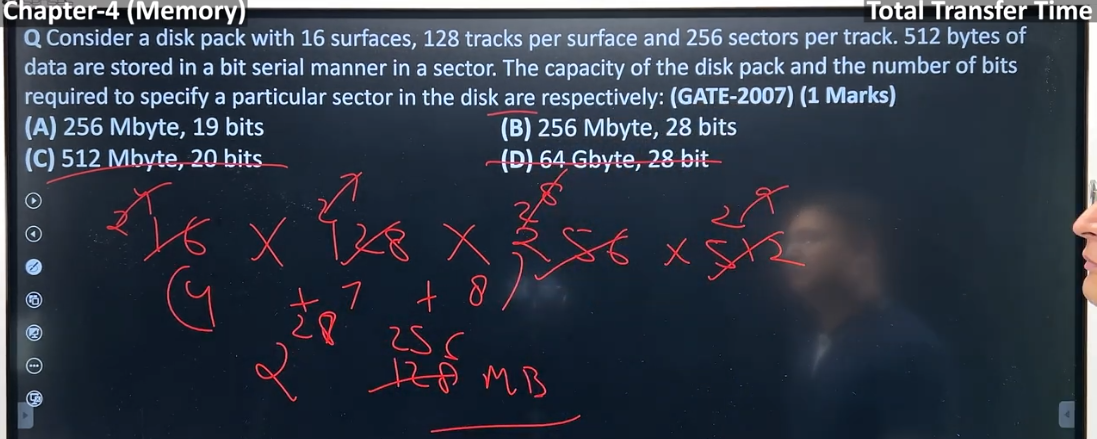 Chapter-4 (Memory)
Total Transfer Time
Q Consider a disk pack with 16 surfaces, 128 tracks per surface and 256 sectors per track. 512 bytes of
data are stored in a bit serial manner in a sector. The capacity of the disk pack and the number of bits
required to specify a particular sector in the disk are respectively: (GATE-2007) (1 Marks)
(A) 256 Mbyte, 19 bits
(B) 256 Mbyte, 28 bits
(C) 512 Mbyte, 20 bits
(D) 64 Gbyte, 28 bit
2^4 2^7 2^8 2^9
16 X 128 X 256 x 512
(4 + 7 + 8)
2^28 256
128 MB